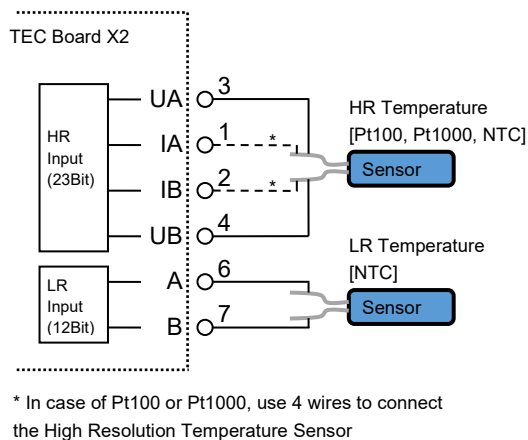 TEC Board X2
UA 3
HR Temperature
[Pt100, Pt1000, NTC]
HR
Input
(23Bit)
IA 1 *
Sensor
IB 2 *
UB 4
LR Temperature
[NTC]
LR
Input
(12Bit)
A 6
Sensor
B 7
* In case of Pt100 or Pt1000, use 4 wires to connect
the High Resolution Temperature Sensor